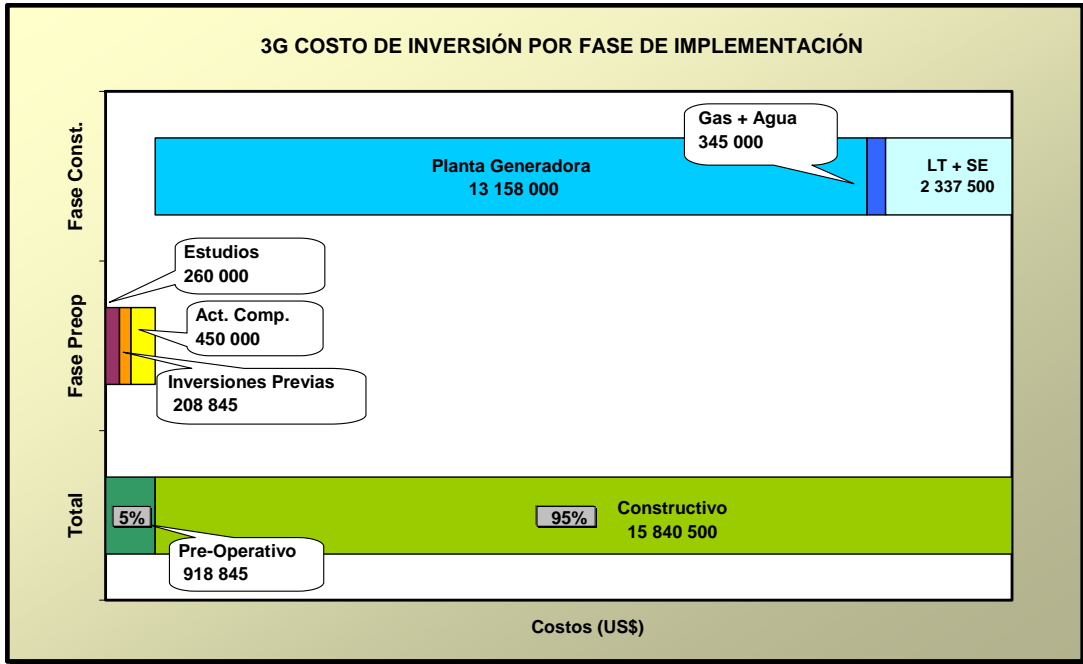 3G COSTO DE INVERSIÓN POR FASE DE IMPLEMENTACIÓN
Fase Const.
Planta Generadora
13 158 000
Gas + Agua
345 000
LT + SE
2 337 500
Fase Preop
Estudios
260 000
Act. Comp.
450 000
Inversiones Previas
208 845
Total
5%
95%
Constructivo
15 840 500
Pre-Operativo
918 845
Costos (US$)